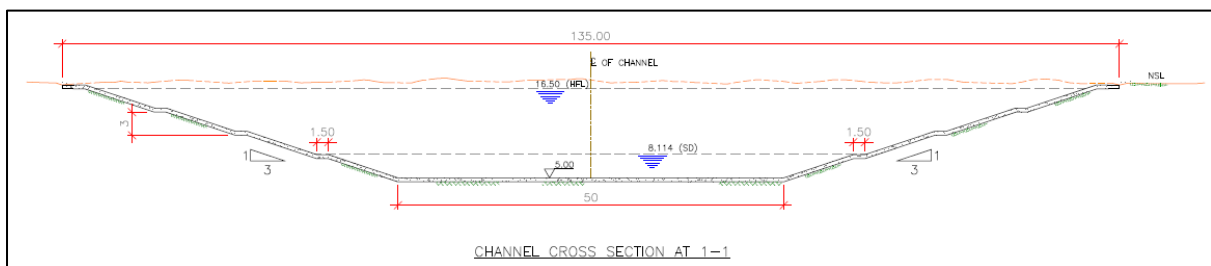 135.00
℄ OF CHANNEL
NSL
16.50 (HFL)
3
1.50
1.50
8.114 (SD)
1
3
1
3
5.00
50
CHANNEL CROSS SECTION AT 1-1